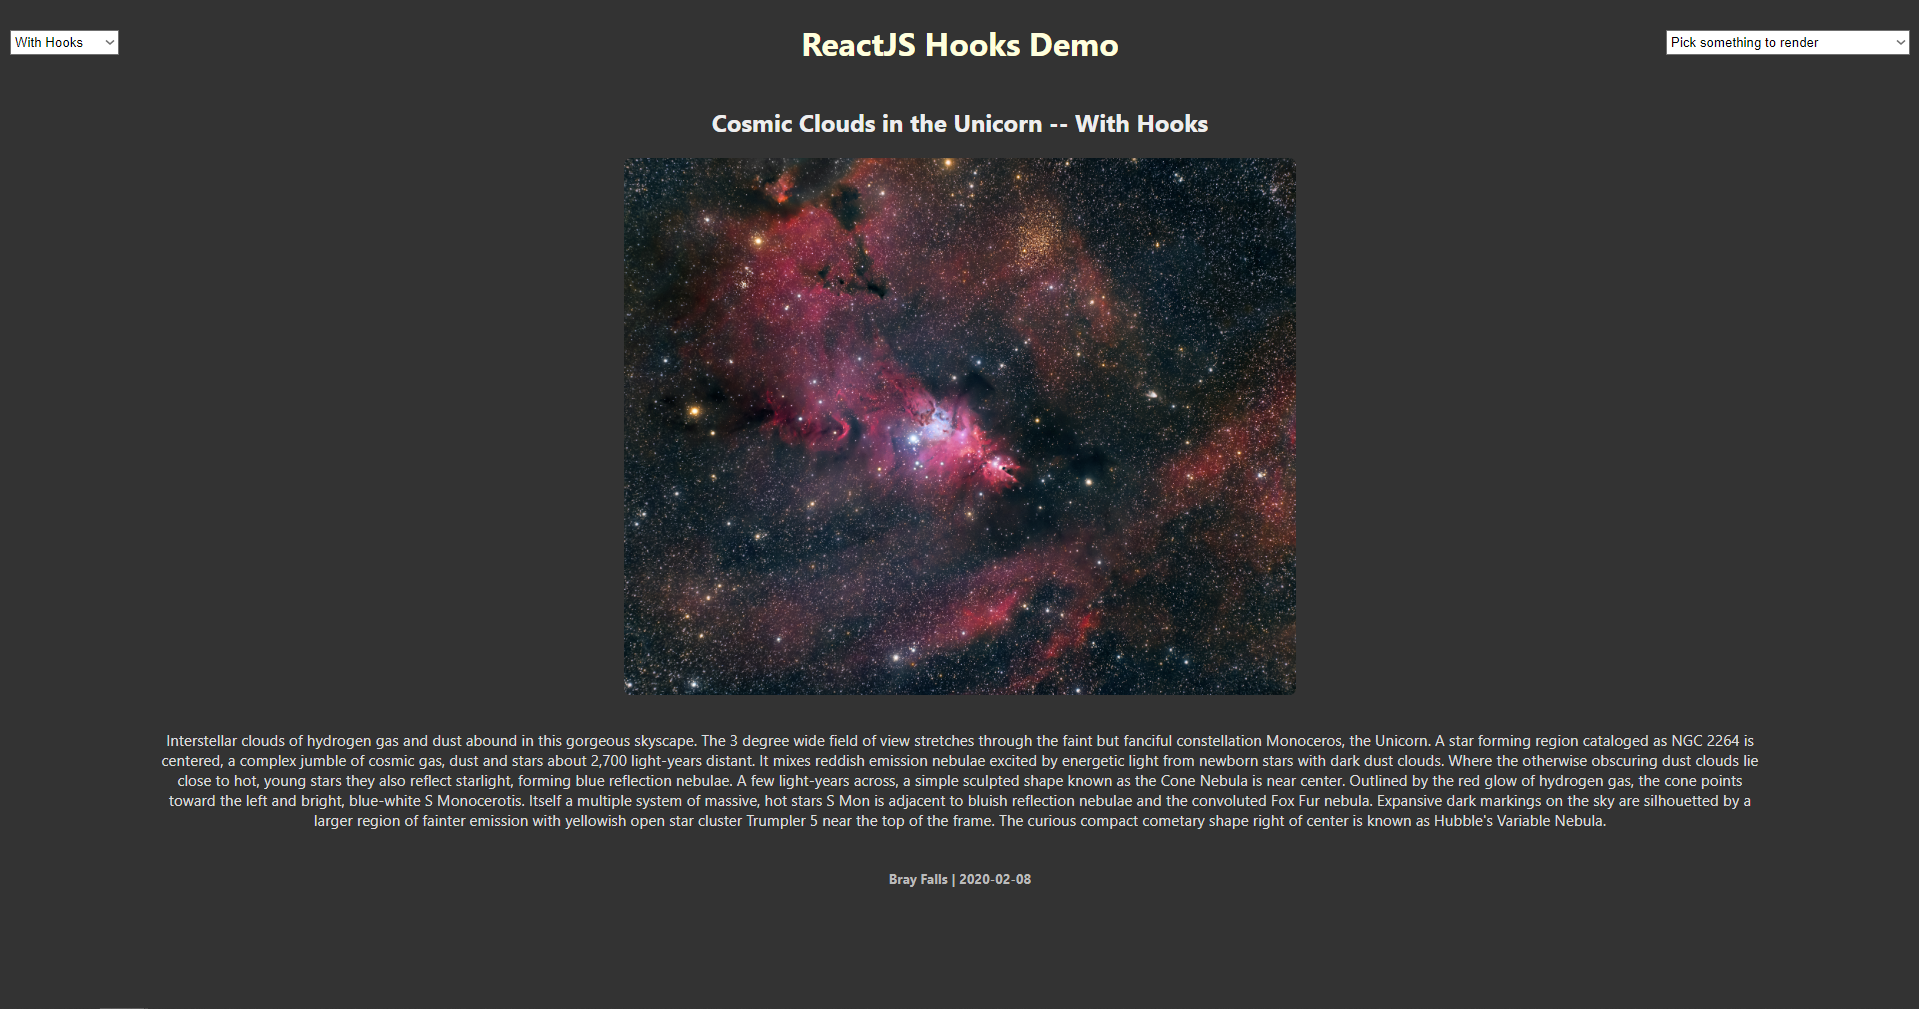 With Hooks
ReactJS Hooks Demo
Pick something to render
Cosmic Clouds in the Unicorn -- With Hooks
Interstellar clouds of hydrogen gas and dust abound in this gorgeous skyscape. The 3 degree wide field of view stretches through the faint but fanciful constellation Monoceros, the Unicorn. A star forming region cataloged as NGC 2264 is
centered, a complex jumble of cosmic gas, dust and stars about 2,700 light-years distant. It mixes reddish emission nebulae excited by energetic light from newborn stars with dark dust clouds. Where the otherwise obscuring dust clouds lie
close to hot, young stars they also reflect starlight, forming blue reflection nebulae. A few light-years across, a simple sculpted shape known as the Cone Nebula is near center. Outlined by the red glow of hydrogen gas, the cone points
toward the left and bright, blue-white S Monocerotis. Itself a multiple system of massive, hot stars S Mon is adjacent to bluish reflection nebulae and the convoluted Fox Fur nebula. Expansive dark markings on the sky are silhouetted by a
larger region of fainter emission with yellowish open star cluster Trumpler 5 near the top of the frame. The curious compact cometary shape right of center is known as Hubble's Variable Nebula.
Bray Falls | 2020-02-08